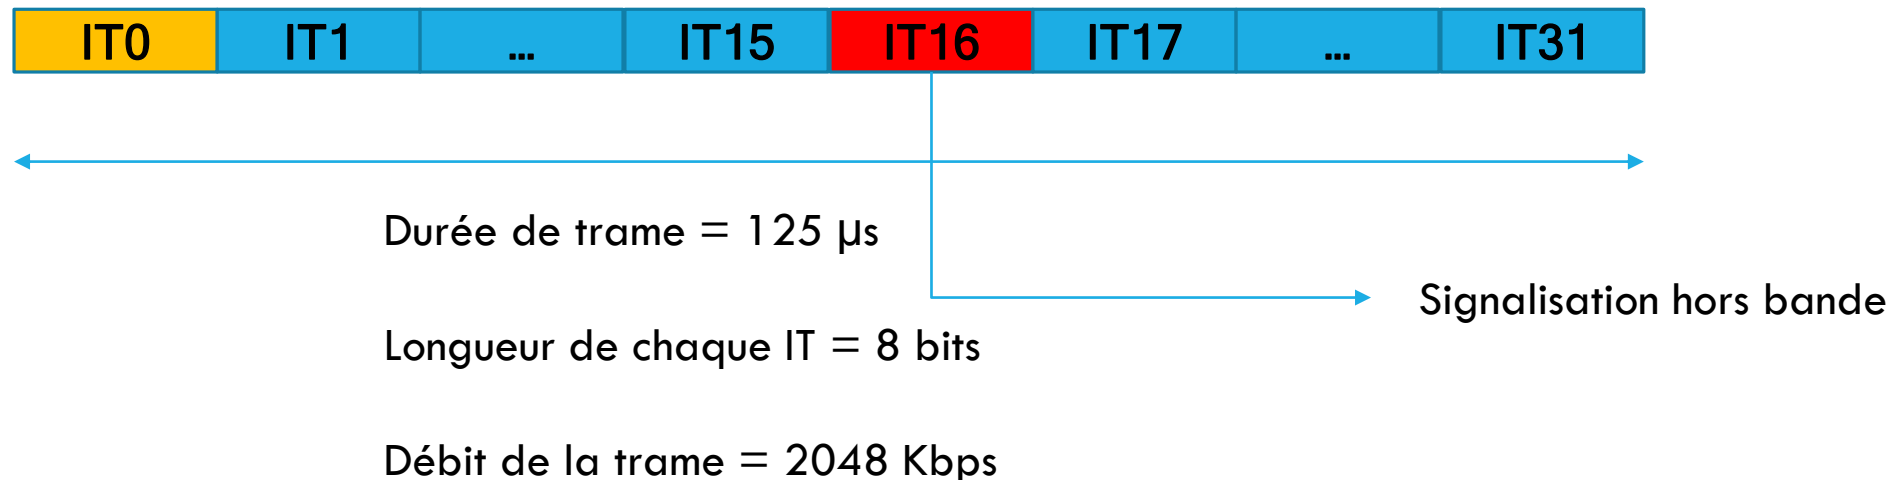 IT0 IT1 ... IT15 IT16 IT17 ... IT31
Durée de trame = 125 µs
Signalisation hors bande
Longueur de chaque IT = 8 bits
Débit de la trame = 2048 Kbps